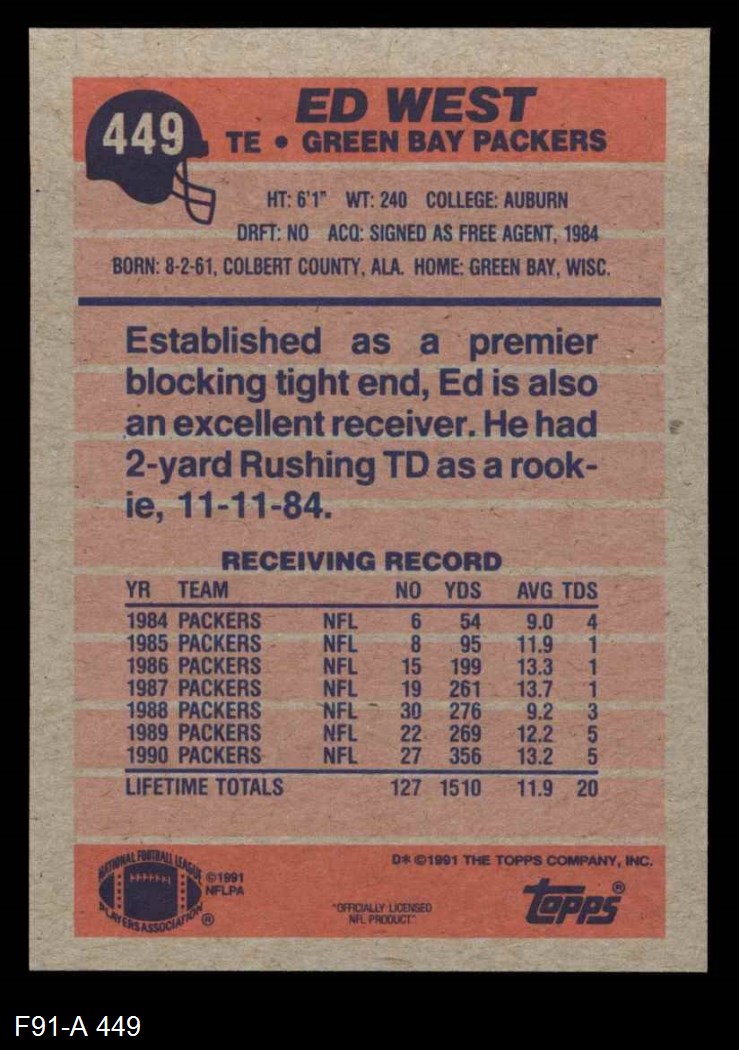 449
ED WEST
TE • GREEN BAY PACKERS
HT: 6'1" WT: 240 COLLEGE: AUBURN
DRFT: NO ACQ: SIGNED AS FREE AGENT, 1984
BORN: 8-2-61, COLBERT COUNTY, ALA. HOME: GREEN BAY, WISC.
Established as a premier
blocking tight end, Ed is also
an excellent receiver. He had
2-yard Rushing TD as a rook-
ie, 11-11-84.
RECEIVING RECORD
YR TEAM NO YDS AVG TDS
1984 PACKERS NFL 6 54 9.0 4
1985 PACKERS NFL 8 95 11.9 1
1986 PACKERS NFL 15 199 13.3 1
1987 PACKERS NFL 19 261 13.7 1
1988 PACKERS NFL 30 276 9.2 3
1989 PACKERS NFL 22 269 12.2 5
1990 PACKERS NFL 27 356 13.2 5
LIFETIME TOTALS 127 1510 11.9 20
NATIONAL FOOTBALL LEAGUE
PLAYERS ASSOCIATION ®
©1991
NFLPA
D* ©1991 THE TOPPS COMPANY, INC.
"OFFICIALLY LICENSED
NFL PRODUCT"
topps®
F91-A 449